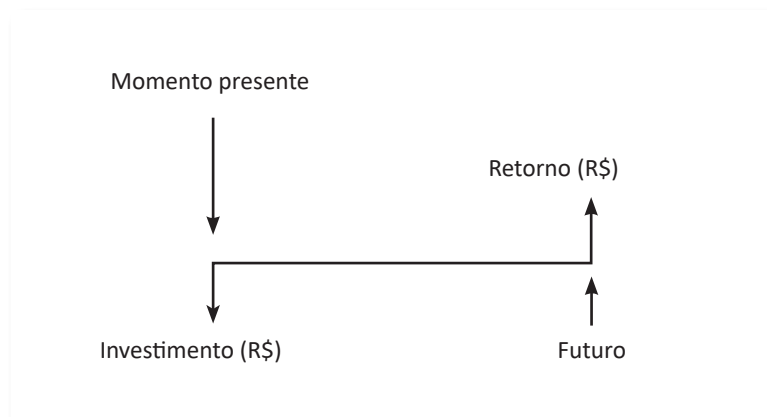 Momento presente
Retorno (R$)
Investimento (R$)
Futuro